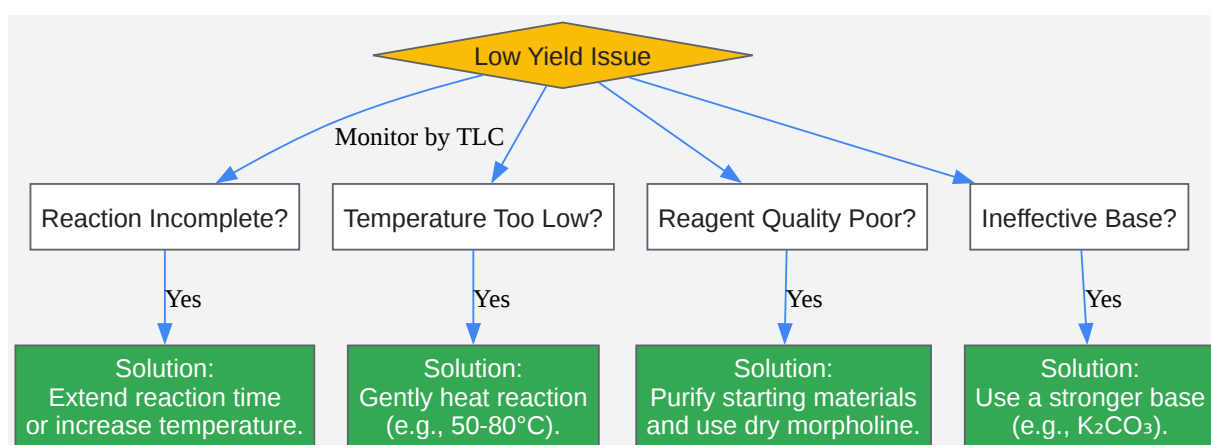 Low Yield Issue
Monitor by TLC
Reaction Incomplete?
Temperature Too Low?
Reagent Quality Poor?
Ineffective Base?
Yes
Yes
Yes
Yes
Solution:
Extend reaction time
or increase temperature.
Solution:
Gently heat reaction
(e.g., 50-80°C).
Solution:
Purify starting materials
and use dry morpholine.
Solution:
Use a stronger base
(e.g., K₂CO₃).